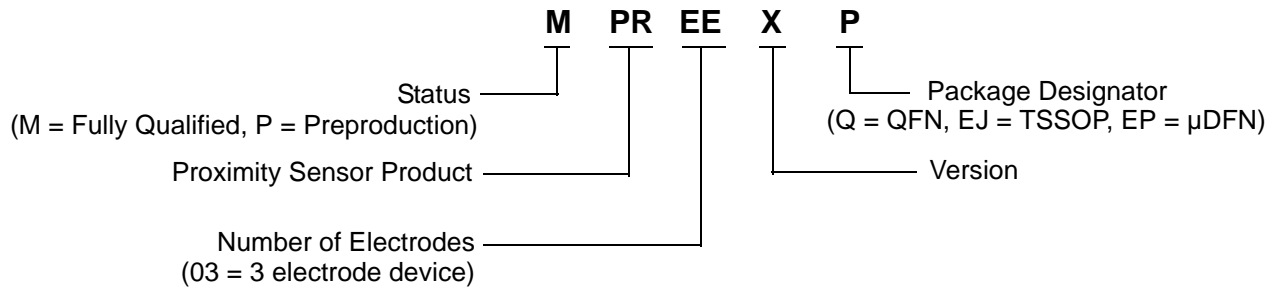 M PR EE X P
Status
(M = Fully Qualified, P = Preproduction)
Package Designator
(Q = QFN, EJ = TSSOP, EP = µDFN)
Proximity Sensor Product
Version
Number of Electrodes
(03 = 3 electrode device)